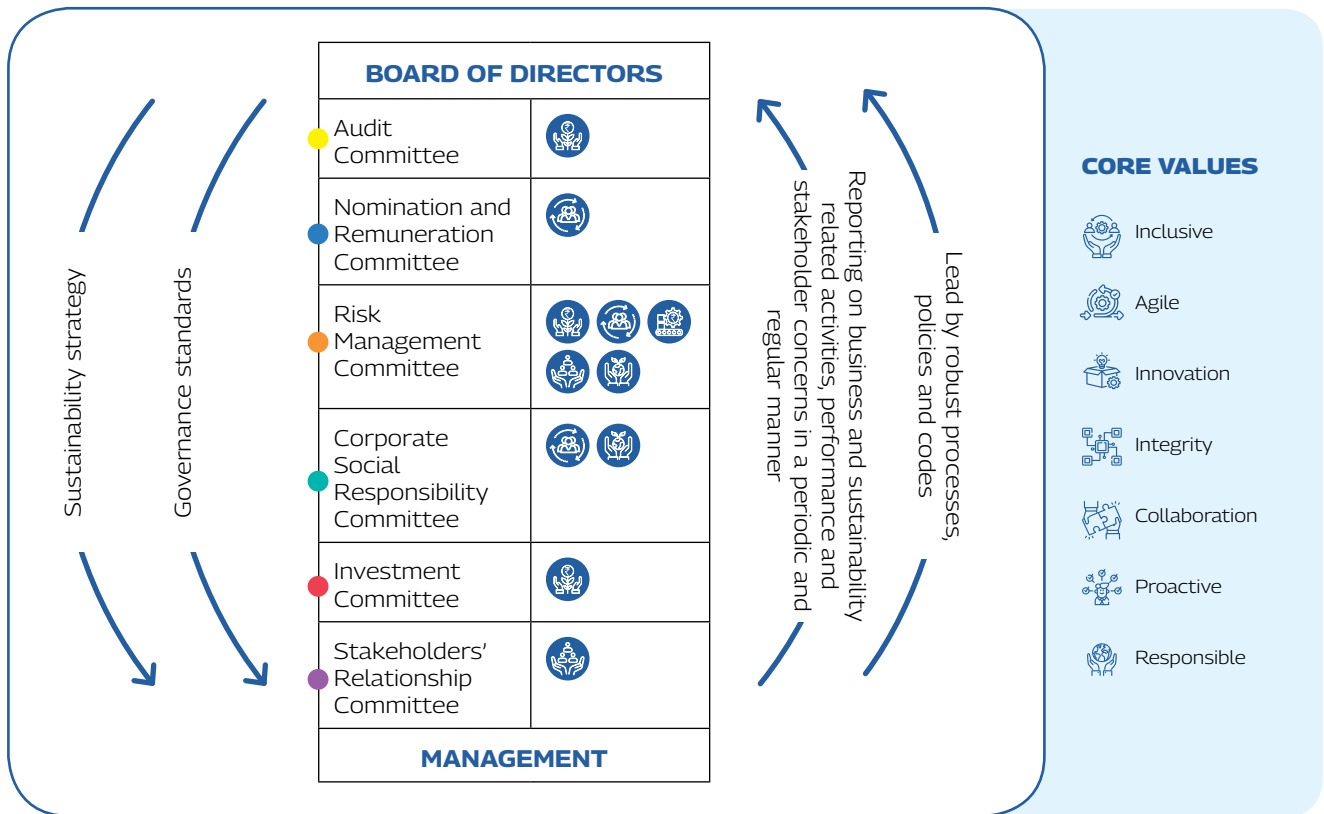 BOARD OF DIRECTORS
Audit
Committee
Nomination and
Remuneration
Committee
Risk
Management
Committee
Corporate
Social
Responsibility
Committee
Investment
Committee
Stakeholders’
Relationship
Committee
MANAGEMENT
Sustainability strategy
Governance standards
Reporting on business and sustainability
related activities, performance and
stakeholder concerns in a periodic and
regular manner
Lead by robust processes,
policies and codes
CORE VALUES
Inclusive
Agile
Innovation
Integrity
Collaboration
Proactive
Responsible